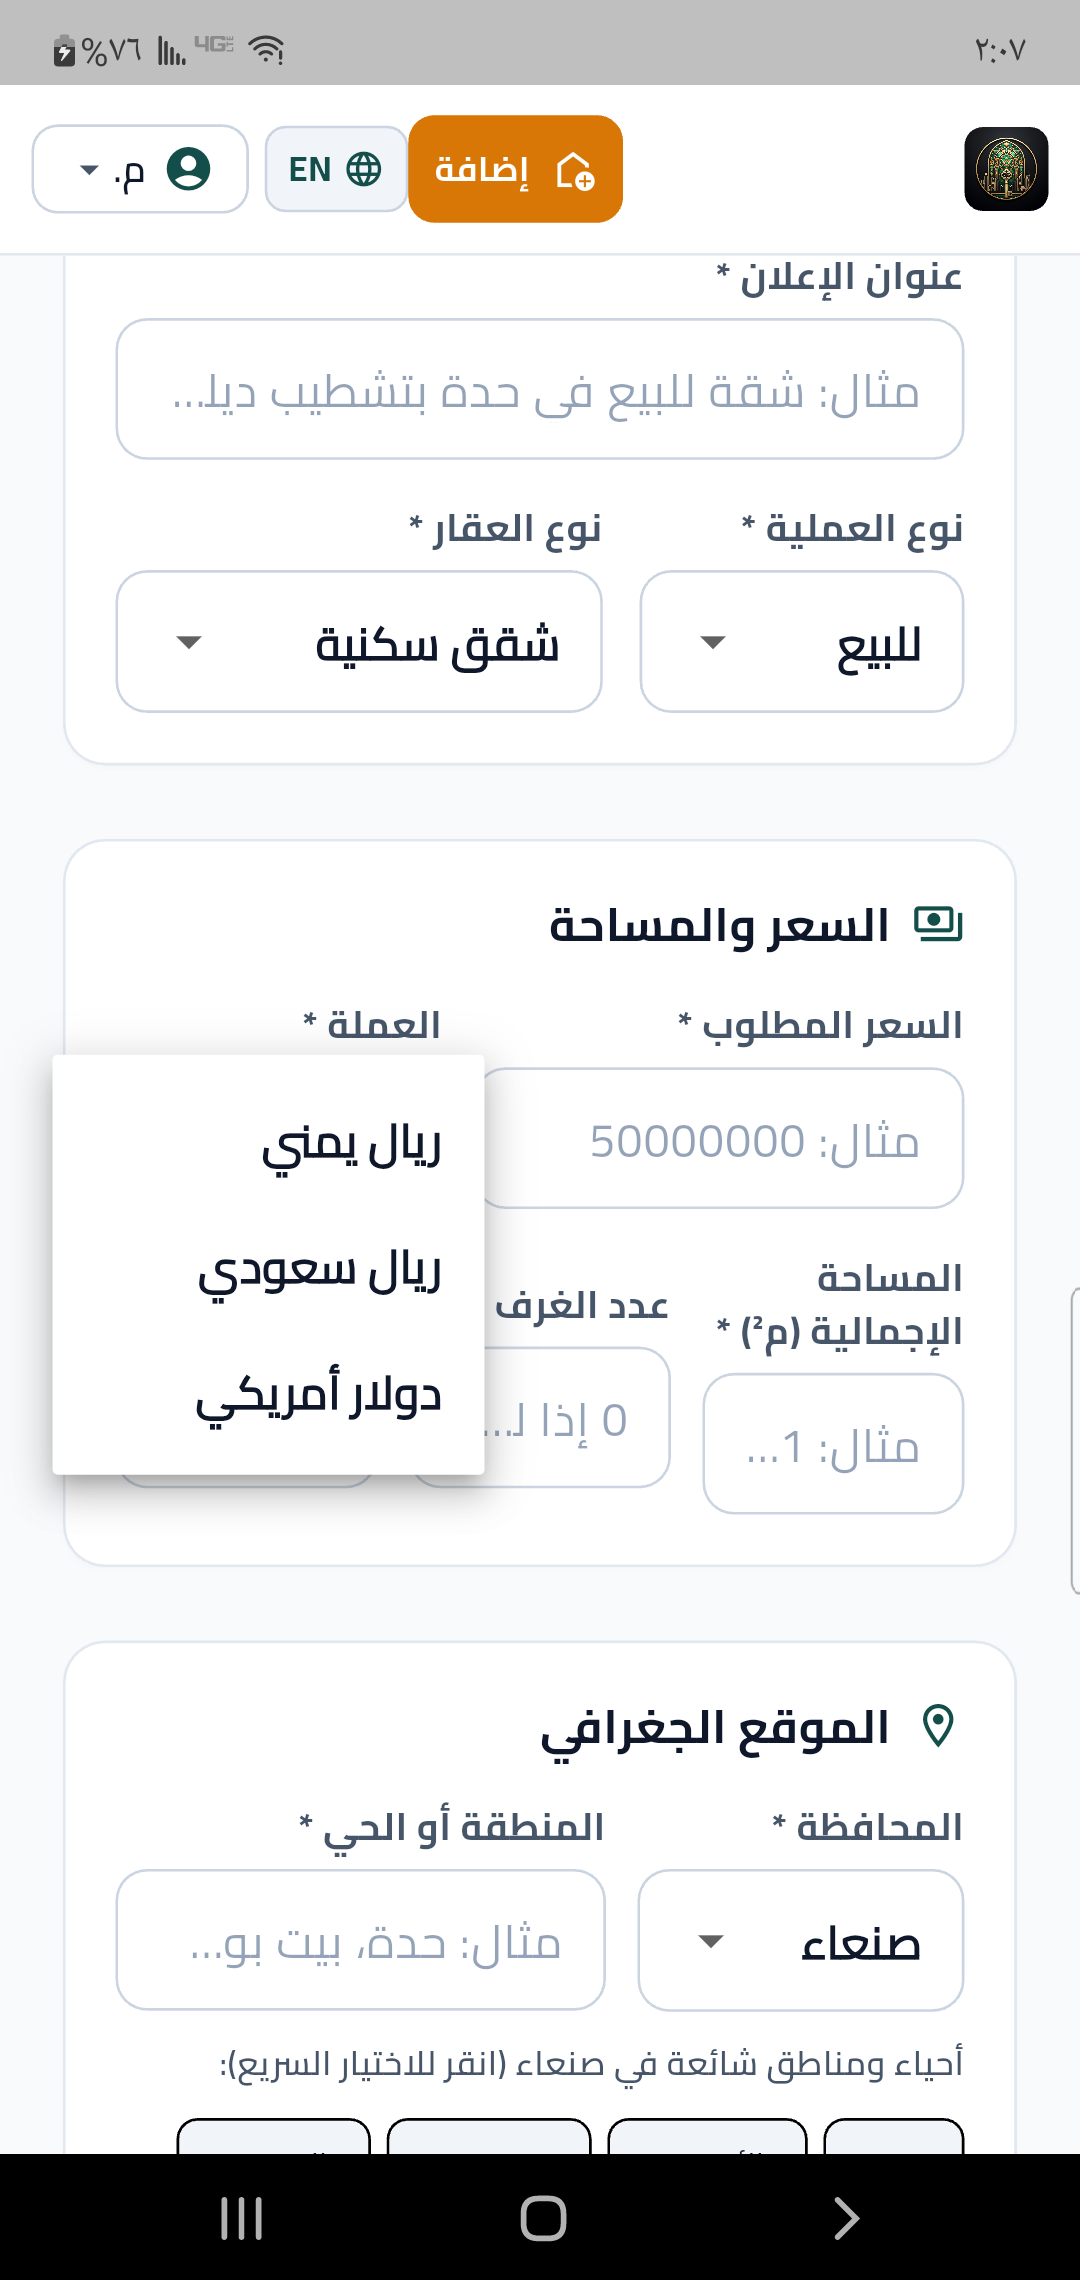 ٢:٠٧
%٧٦ 4G LTE
إضافة
EN
م.
عنوان الإعلان *
مثال: شقة للبيع في حدة بتشطيب ديلـ...
نوع العملية *
نوع العقار *
للبيع
شقق سكنية
السعر والمساحة
السعر المطلوب *
العملة *
مثال: 50000000
ريال يمني
ريال سعودي
دولار أمريكي
المساحة
الإجمالية (م²) *
عدد الغرف
مثال: 1...
0 إذا لـ...
الموقع الجغرافي
المحافظة *
المنطقة أو الحي *
صنعاء
مثال: حدة، بيت بو...
أحياء ومناطق شائعة في صنعاء (انقر للاختيار السريع):